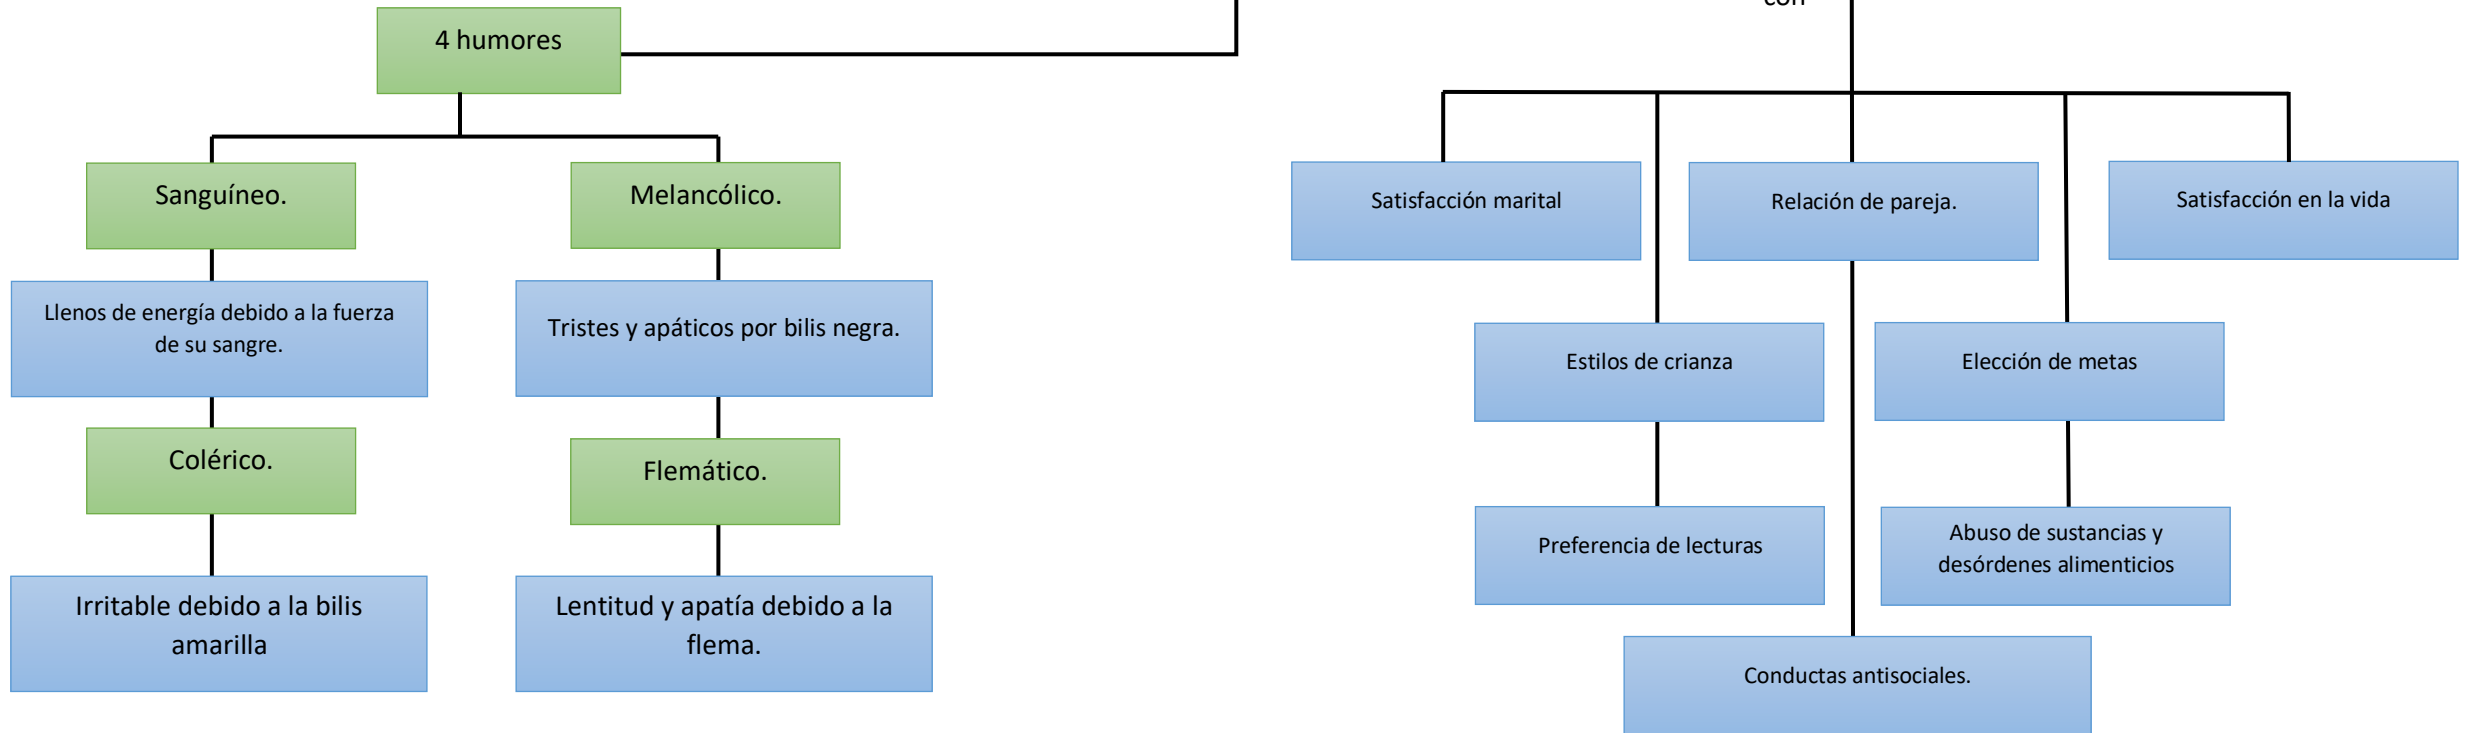 con
4 humores
Sanguíneo.
Melancólico.
Llenos de energía debido a la fuerza
de su sangre.
Tristes y apáticos por bilis negra.
Colérico.
Flemático.
Irritable debido a la bilis
amarilla
Lentitud y apatía debido a la
flema.
Satisfacción marital
Relación de pareja.
Satisfacción en la vida
Estilos de crianza
Elección de metas
Preferencia de lecturas
Abuso de sustancias y
desórdenes alimenticios
Conductas antisociales.